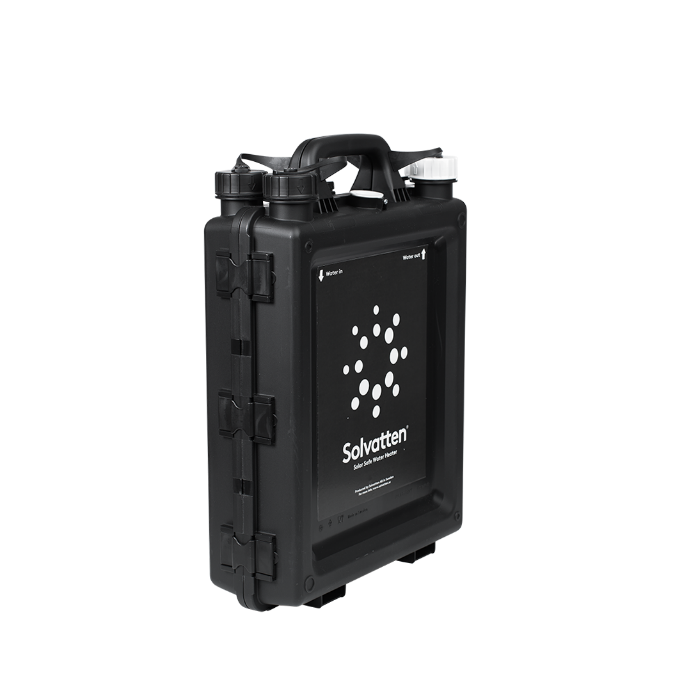 Water in
Water out
Solvatten®
Solar Safe Water Heater